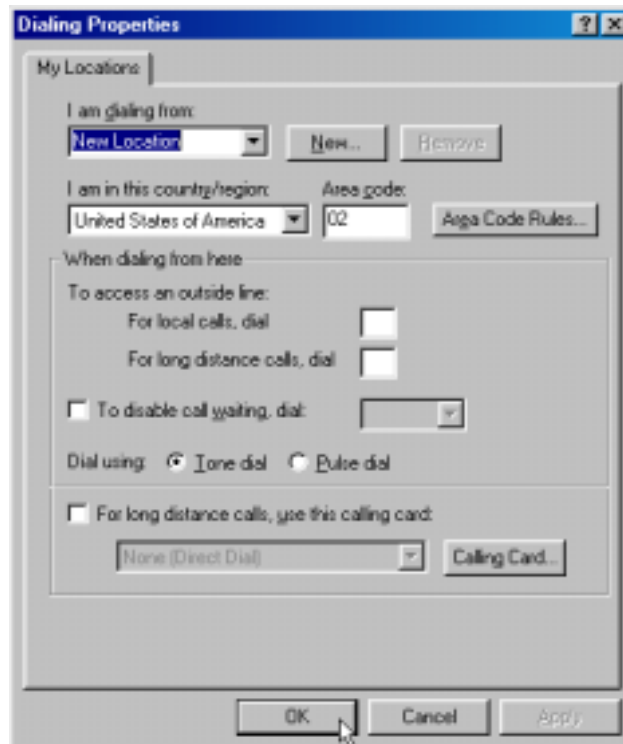 Dialing Properties
My Locations
I am dialing from:
New Location
New...
Remove
I am in this country/region:
Area code:
United States of America
02
Area Code Rules...
When dialing from here
To access an outside line:
For local calls, dial
For long distance calls, dial
To disable call waiting, dial:
Dial using:
Tone dial
Pulse dial
For long distance calls, use this calling card:
None (Direct Dial)
Calling Card...
OK
Cancel
Apply